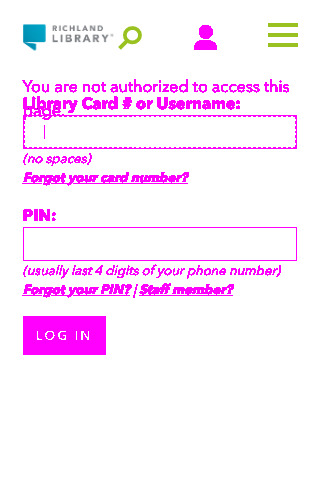 RICHLAND
LIBRARY
You are not authorized to access this
page.
Library Card # or Username:
(no spaces)
Forgot your card number?
PIN:
(usually last 4 digits of your phone number)
Forgot your PIN? | Staff member?
LOG IN